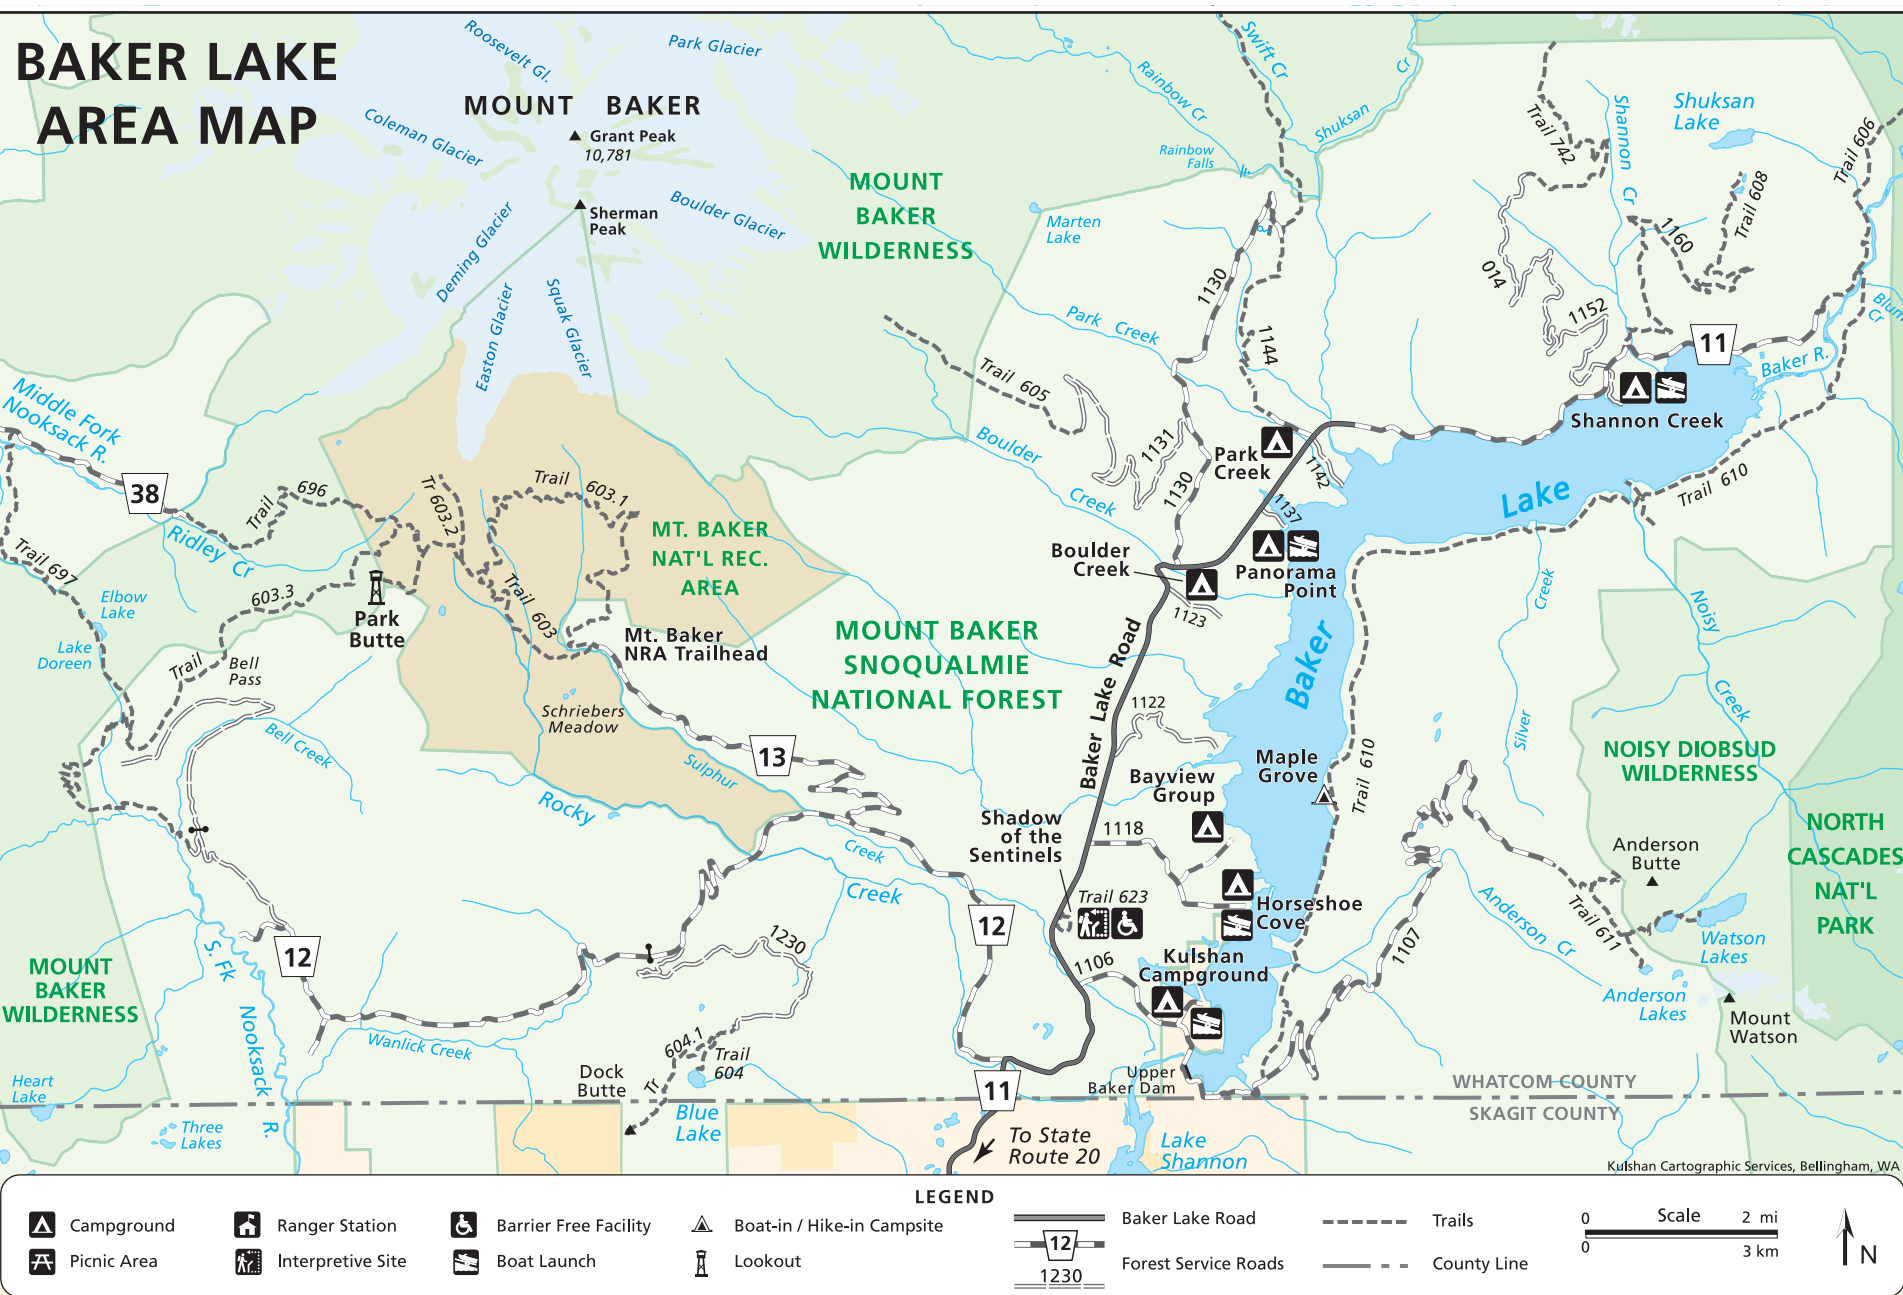 BAKER LAKE
AREA MAP
Roosevelt Gl.
Park Glacier
MOUNT BAKER
Grant Peak
10,781
Coleman Glacier
Sherman
Peak
Boulder Glacier
Deming Glacier
Easton Glacier
Squak Glacier
MOUNT
BAKER
WILDERNESS
Swift Cr
Rainbow Cr
Rainbow
Falls
Shuksan
Cr
Marten
Lake
Park Creek
1130
1144
Trail 742
Shannon Cr
Shuksan
Lake
Trail 606
Trail 608
1160
014
1152
11
Blum
Cr
Baker R.
Shannon Creek
Trail 605
1131
1130
Boulder
Creek
Park
Creek
1142
1137
Panorama
Point
Boulder
Creek
1123
Lake
Trail 610
Middle Fork
Nooksack R.
38
Trail 696
Ridley Cr
Tr 603.2
Trail 603.1
MT. BAKER
NAT'L REC.
AREA
Trail 697
Elbow
Lake
Lake
Doreen
603.3
Trail
Park
Butte
Trail 603
Mt. Baker
NRA Trailhead
Bell
Pass
Bell Creek
Schriebers
Meadow
MOUNT BAKER
SNOQUALMIE
NATIONAL FOREST
Baker Lake Road
Baker
1122
Creek
Silver
Noisy
Creek
NOISY DIOBSUD
WILDERNESS
13
Sulphur
Creek
Rocky
Creek
Maple
Grove
Trail 610
Bayview
Group
Shadow
of the
Sentinels
1118
Trail 623
Horseshoe
Cove
Anderson
Butte
NORTH
CASCADES
NAT'L
PARK
Anderson Cr
Trail 611
Watson
Lakes
Anderson
Lakes
Mount
Watson
1107
12
12
1230
1106
Kulshan
Campground
S. Fk
Nooksack
R.
MOUNT
BAKER
WILDERNESS
Wanlick Creek
Heart
Lake
Three
Lakes
Dock
Butte
Tr 604.1
Trail
604
Blue
Lake
11
Upper
Baker Dam
WHATCOM COUNTY
SKAGIT COUNTY
To State
Route 20
Lake
Shannon
Kulshan Cartographic Services, Bellingham, WA
LEGEND
Campground
Picnic Area
Ranger Station
Interpretive Site
Barrier Free Facility
Boat Launch
Boat-in / Hike-in Campsite
Lookout
Baker Lake Road
12
Forest Service Roads
1230
Trails
County Line
0 Scale 2 mi
0 3 km
N